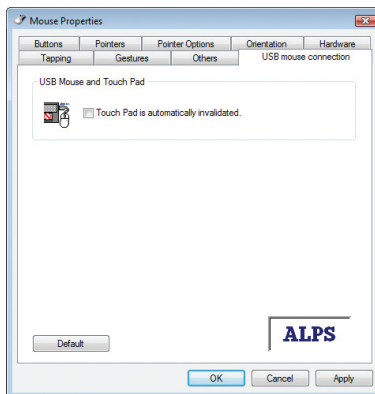 Mouse Properties
Buttons Pointers Pointer Options Orientation Hardware
Tapping Gestures Others USB mouse connection
USB Mouse and Touch Pad
Touch Pad is automatically invalidated.
ALPS
Default
OK Cancel Apply